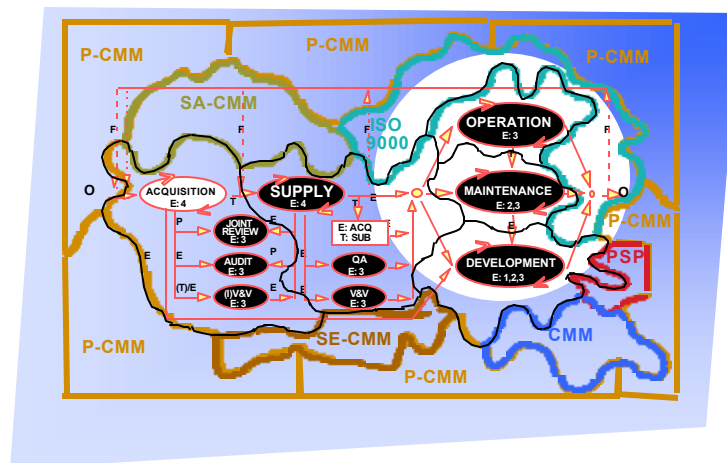 P-CMM
P-CMM
P-CMM
SA-CMM
ISO
9000
F
F
F
F
OPERATION
E: 3
O
ACQUISITION
E: 4
T
SUPPLY
E: 4
T
E
MAINTENANCE
E: 2,3
O
P
JOINT
REVIEW
E: 3
E
E: ACQ
T: SUB
E
P-CMM
E
E
AUDIT
E: 3
P
E
QA
E: 3
DEVELOPMENT
E: 1,2,3
PSP
(T)/E
(I)V&V
E: 3
E
E
V&V
E: 3
P-CMM
SE-CMM
CMM
P-CMM